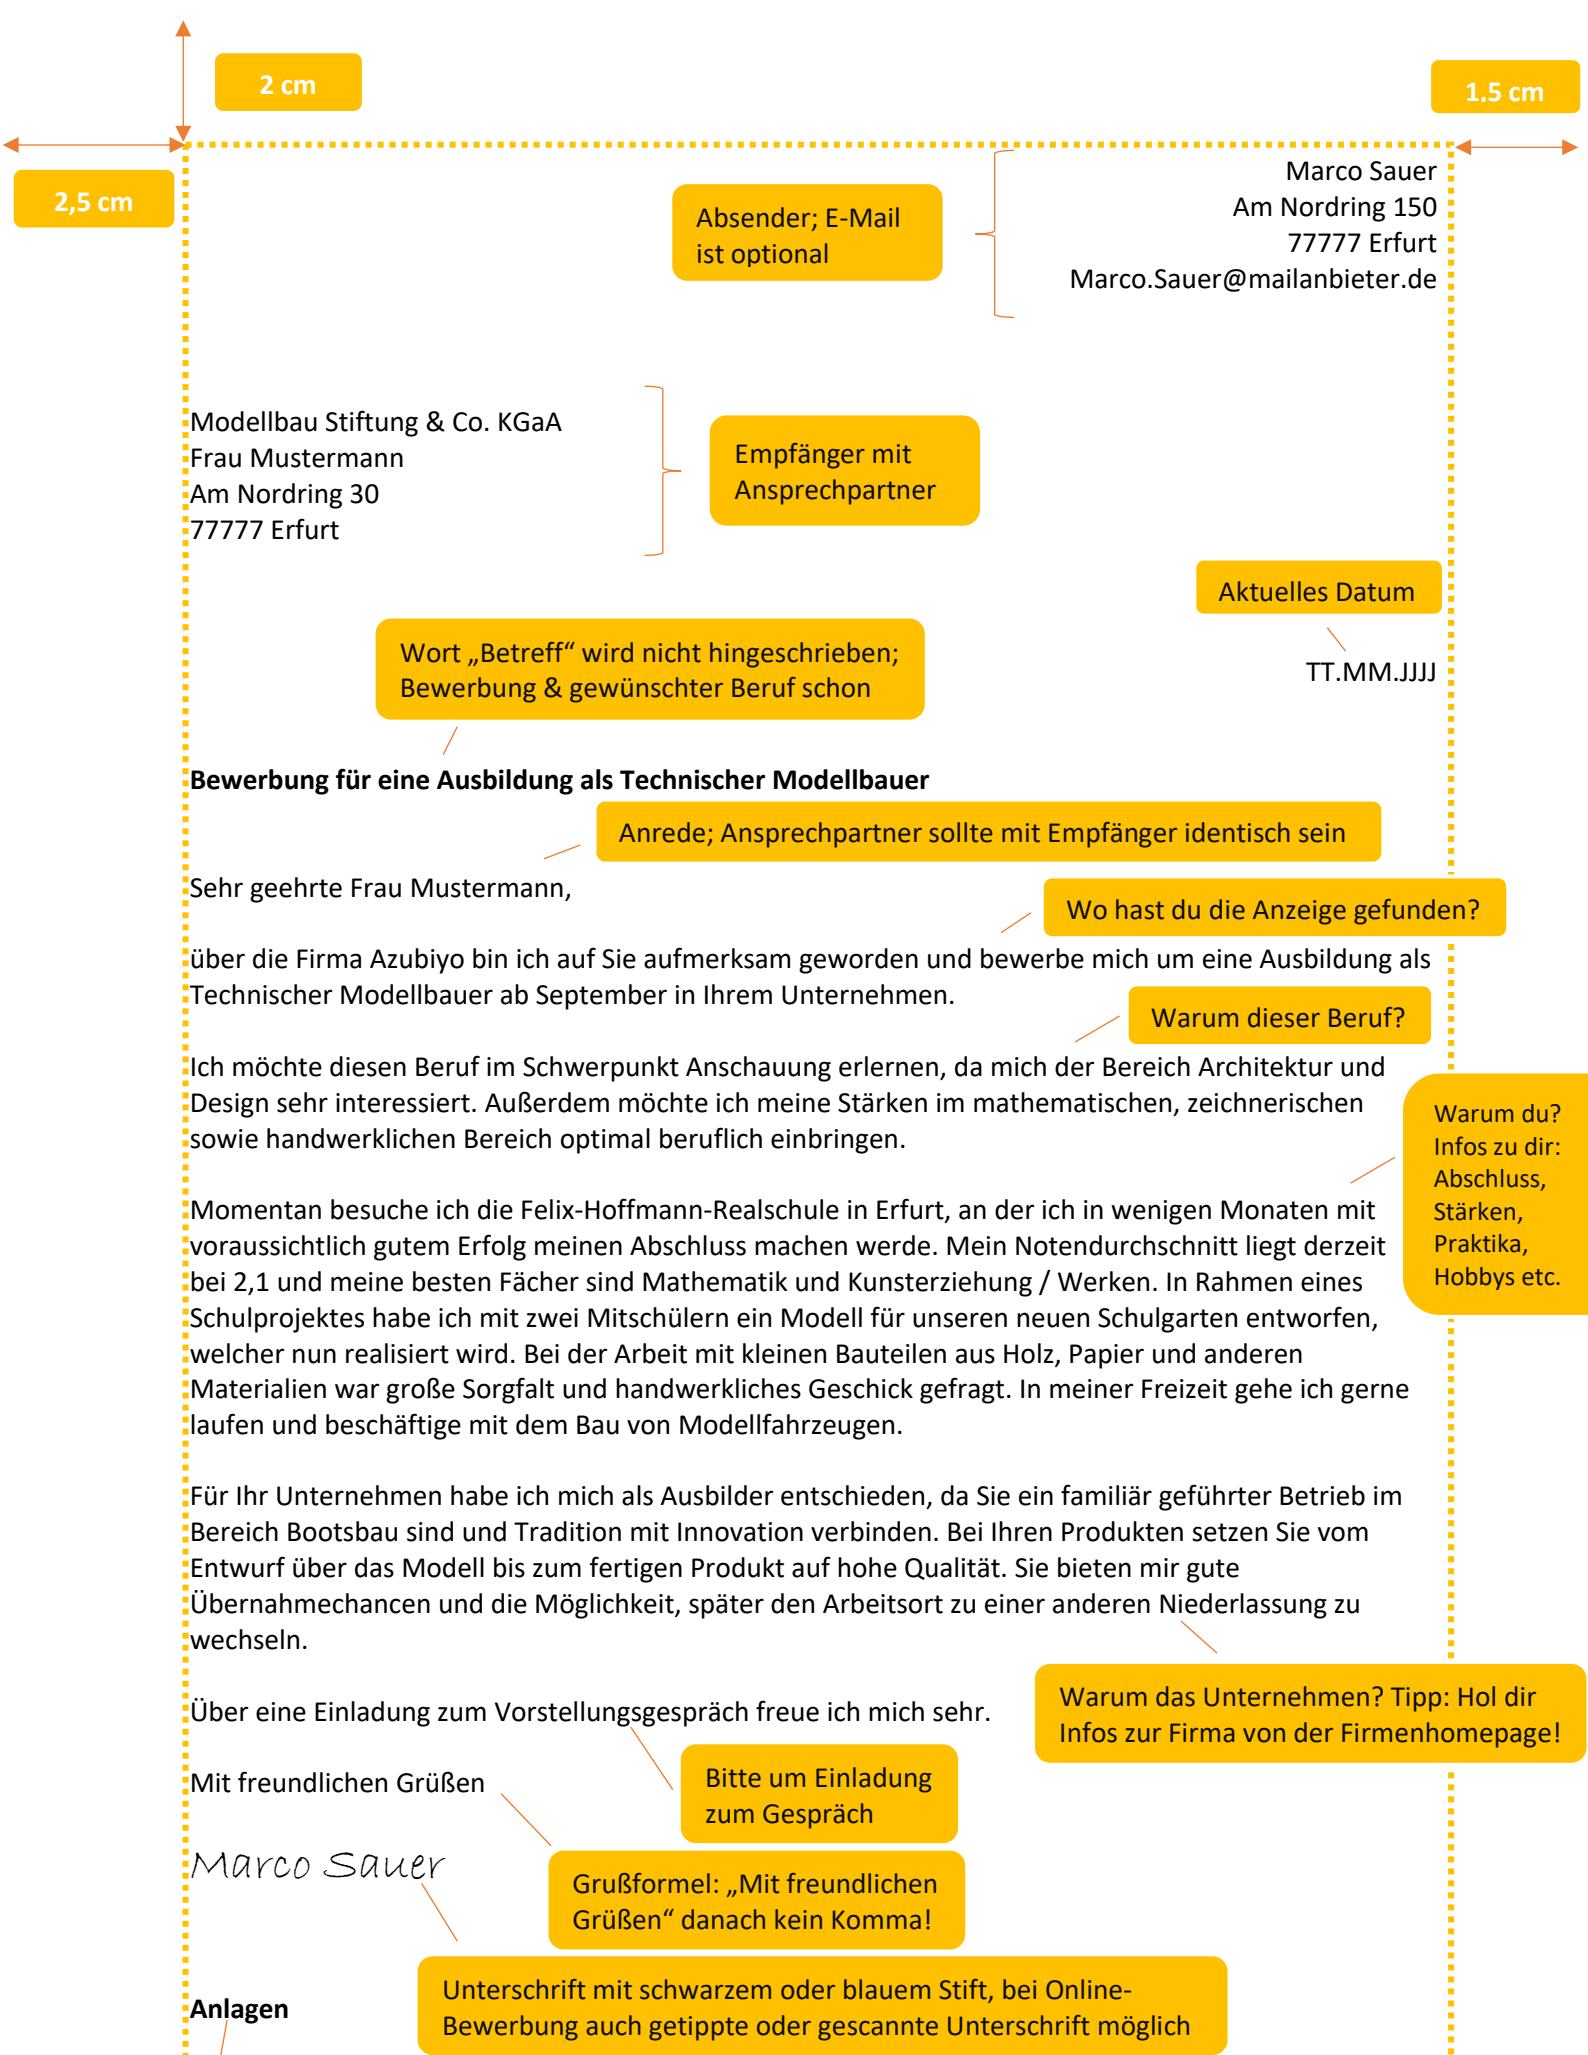 2 cm
1,5 cm
2,5 cm
Marco Sauer
Am Nordring 150
77777 Erfurt
Marco.Sauer@mailanbieter.de
Absender; E-Mail
ist optional
Modellbau Stiftung & Co. KGaA
Frau Mustermann
Am Nordring 30
77777 Erfurt
Empfänger mit
Ansprechpartner
Aktuelles Datum
TT.MM.JJJJ
Wort „Betreff“ wird nicht hingeschrieben;
Bewerbung & gewünschter Beruf schon
Bewerbung für eine Ausbildung als Technischer Modellbauer
Anrede; Ansprechpartner sollte mit Empfänger identisch sein
Sehr geehrte Frau Mustermann,
Wo hast du die Anzeige gefunden?
über die Firma Azubiyo bin ich auf Sie aufmerksam geworden und bewerbe mich um eine Ausbildung als
Technischer Modellbauer ab September in Ihrem Unternehmen.
Warum dieser Beruf?
Ich möchte diesen Beruf im Schwerpunkt Anschauung erlernen, da mich der Bereich Architektur und
Design sehr interessiert. Außerdem möchte ich meine Stärken im mathematischen, zeichnerischen
sowie handwerklichen Bereich optimal beruflich einbringen.
Warum du?
Infos zu dir:
Abschluss,
Stärken,
Praktika,
Hobbys etc.
Momentan besuche ich die Felix-Hoffmann-Realschule in Erfurt, an der ich in wenigen Monaten mit
voraussichtlich gutem Erfolg meinen Abschluss machen werde. Mein Notendurchschnitt liegt derzeit
bei 2,1 und meine besten Fächer sind Mathematik und Kunsterziehung / Werken. In Rahmen eines
Schulprojektes habe ich mit zwei Mitschülern ein Modell für unseren neuen Schulgarten entworfen,
welcher nun realisiert wird. Bei der Arbeit mit kleinen Bauteilen aus Holz, Papier und anderen
Materialien war große Sorgfalt und handwerkliches Geschick gefragt. In meiner Freizeit gehe ich gerne
laufen und beschäftige mit dem Bau von Modellfahrzeugen.
Für Ihr Unternehmen habe ich mich als Ausbilder entschieden, da Sie ein familiär geführter Betrieb im
Bereich Bootsbau sind und Tradition mit Innovation verbinden. Bei Ihren Produkten setzen Sie vom
Entwurf über das Modell bis zum fertigen Produkt auf hohe Qualität. Sie bieten mir gute
Übernahmechancen und die Möglichkeit, später den Arbeitsort zu einer anderen Niederlassung zu
wechseln.
Warum das Unternehmen? Tipp: Hol dir
Infos zur Firma von der Firmenhomepage!
Über eine Einladung zum Vorstellungsgespräch freue ich mich sehr.
Bitte um Einladung
zum Gespräch
Mit freundlichen Grüßen
Marco Sauer
Grußformel: „Mit freundlichen
Grüßen“ danach kein Komma!
Unterschrift mit schwarzem oder blauem Stift, bei Online-
Bewerbung auch getippte oder gescannte Unterschrift möglich
Anlagen